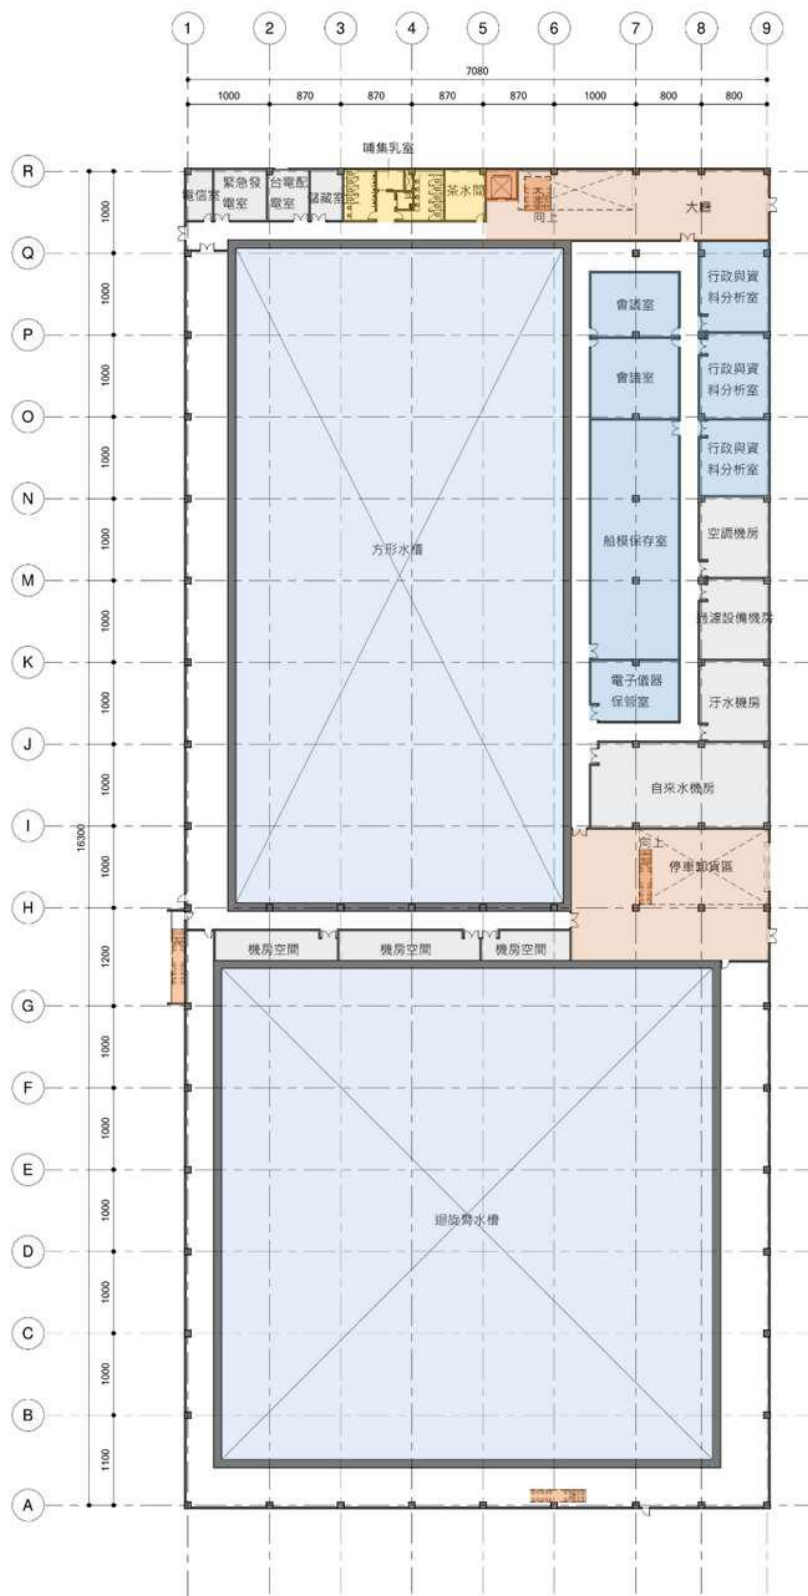 1 2 3 4 5 6 7 8 9
7080
1000 870 870 870 870 1000 800 800
哺集乳室
R
電信室
緊急發
電室
台電配
電室
儲藏室
茶水間
向上
大廳
1000
Q
行政與資
料分析室
會議室
1000
P
會議室
行政與資
料分析室
1000
O
行政與資
料分析室
1000
N
方形水槽
船模保存室
空調機房
1000
M
過濾設備機房
1000
K
電子儀器
保管室
汙水機房
1000
J
自來水機房
1000
I
16300
向上
停車卸貨區
1000
H
機房空間
機房空間
機房空間
1200
G
1000
F
1000
E
迴旋臂水槽
1000
D
1000
C
1000
B
1100
A